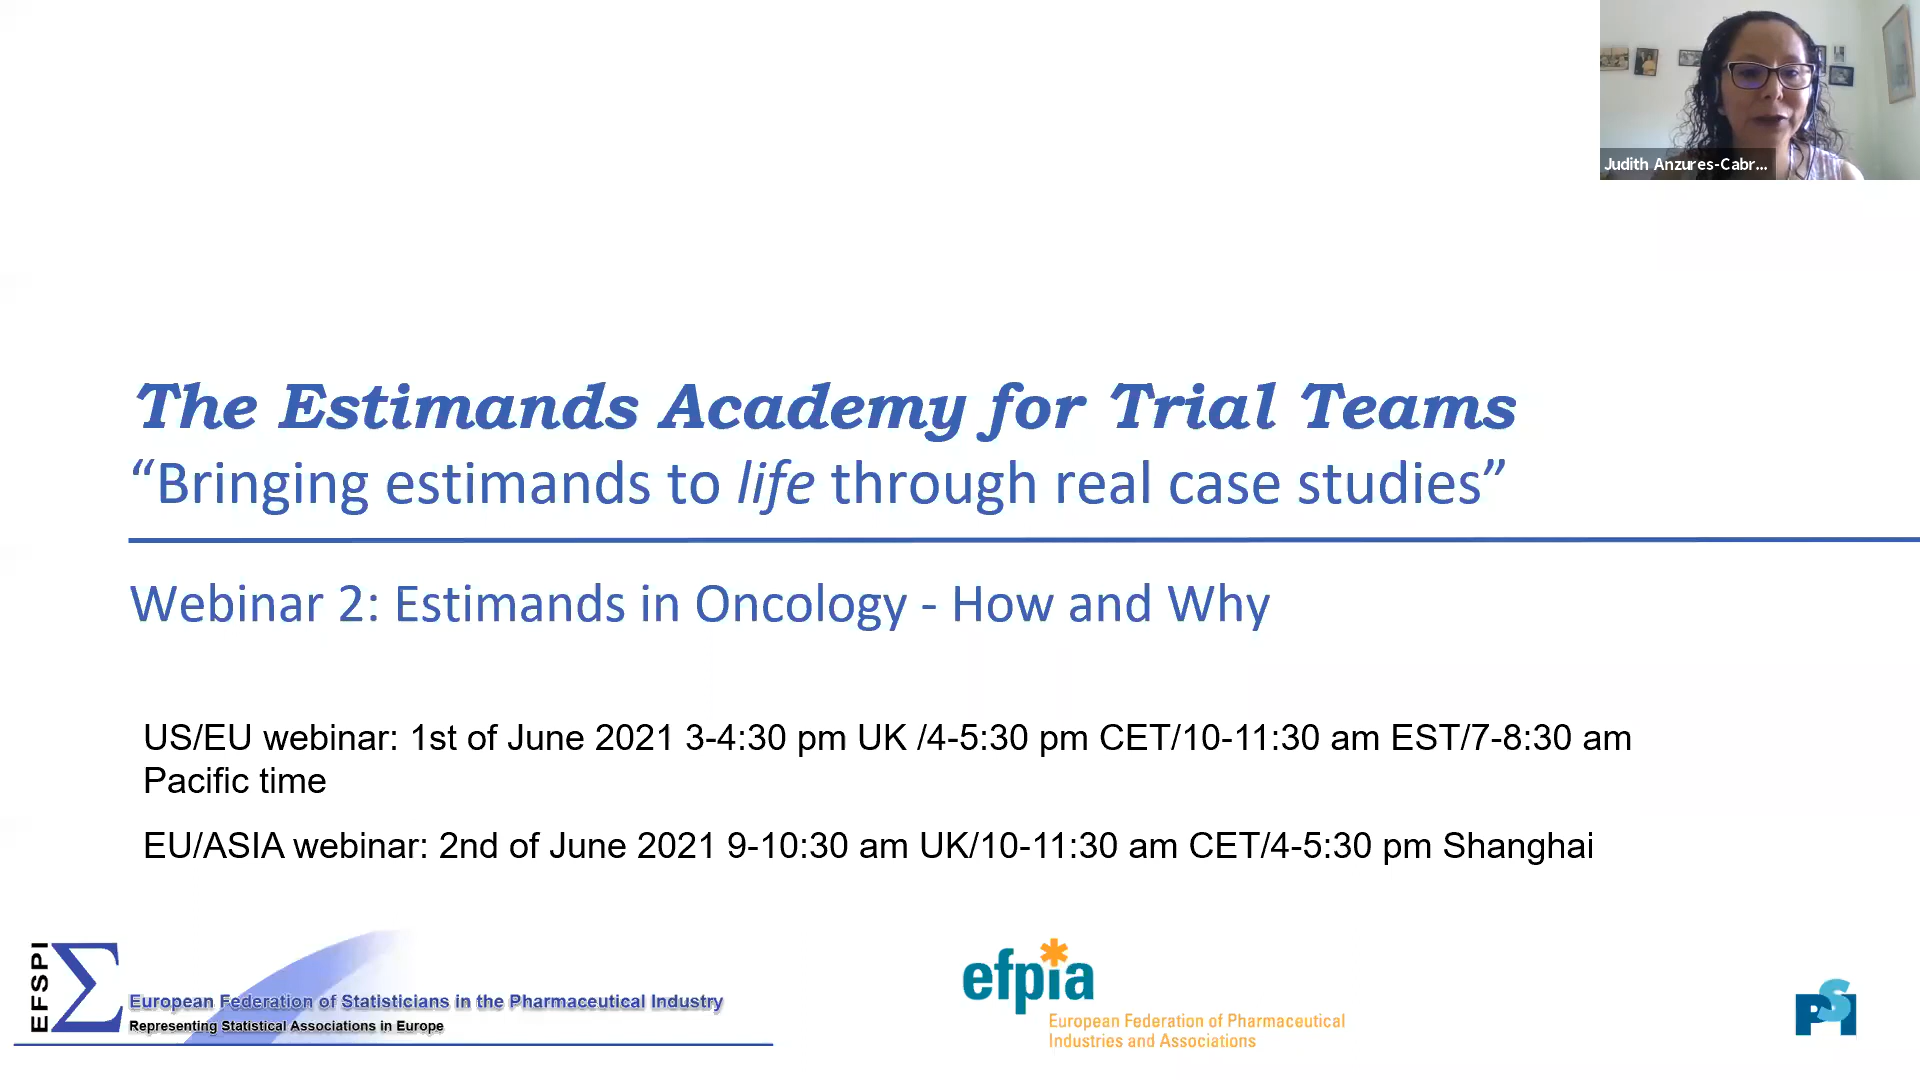 Judith Anzures-Cabr...
The Estimands Academy for Trial Teams
“Bringing estimands to life through real case studies”
Webinar 2: Estimands in Oncology - How and Why
US/EU webinar: 1st of June 2021 3-4:30 pm UK /4-5:30 pm CET/10-11:30 am EST/7-8:30 am
Pacific time
EU/ASIA webinar: 2nd of June 2021 9-10:30 am UK/10-11:30 am CET/4-5:30 pm Shanghai
EFSPI
Σ
European Federation of Statisticians in the Pharmaceutical Industry
Representing Statistical Associations in Europe
efpia
European Federation of Pharmaceutical
Industries and Associations
PSI